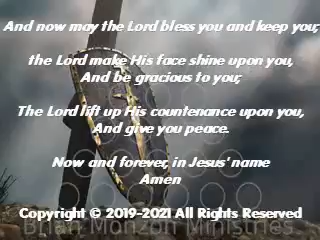 And now may the Lord bless you and keep you;
the Lord make His face shine upon you,
And be gracious to you;
The Lord lift up His countenance upon you,
And give you peace.
Now and forever, in Jesus' name
Amen
Copyright © 2019-2021 All Rights Reserved
Brian Monzon Ministries